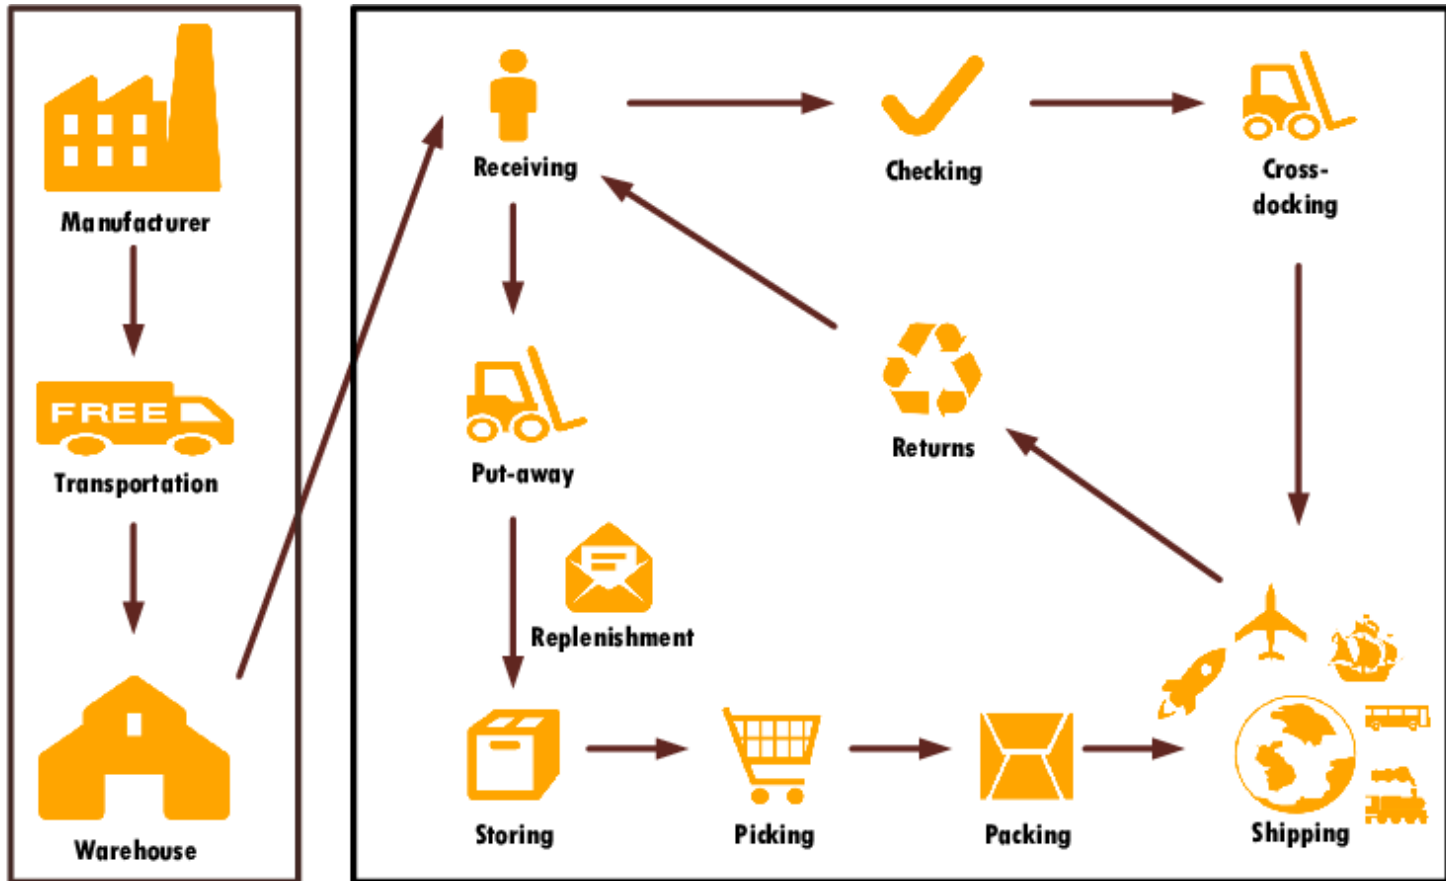 Manufacturer
FREE
Transportation
Warehouse
Receiving
Checking
Cross-
docking
Put-away
Returns
Replenishment
Storing
Picking
Packing
Shipping